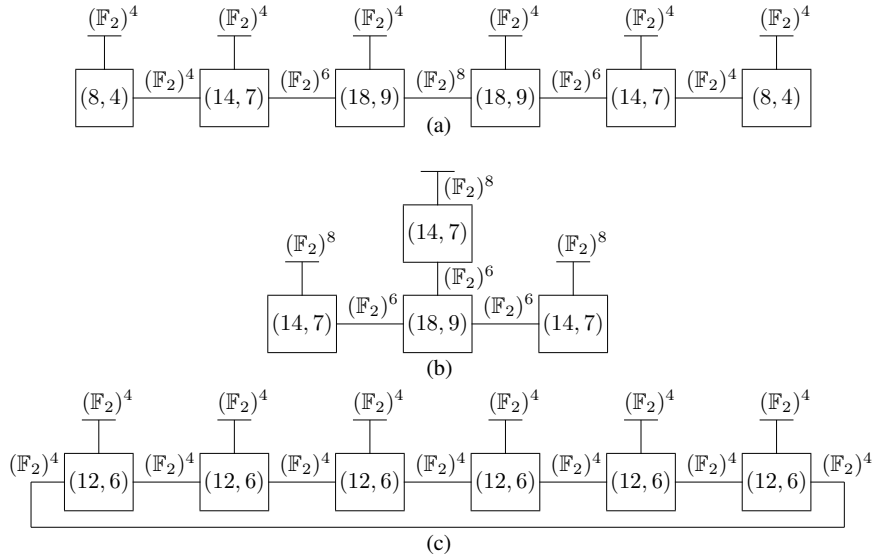 (𝔽₂)⁴ (𝔽₂)⁴ (𝔽₂)⁴ (𝔽₂)⁴ (𝔽₂)⁴ (𝔽₂)⁴
(8, 4) (𝔽₂)⁴ (14, 7) (𝔽₂)⁶ (18, 9) (𝔽₂)⁸ (18, 9) (𝔽₂)⁶ (14, 7) (𝔽₂)⁴ (8, 4)
(a)
(𝔽₂)⁸
(14, 7)
(𝔽₂)⁸ (𝔽₂)⁶ (𝔽₂)⁸
(14, 7) (𝔽₂)⁶ (18, 9) (𝔽₂)⁶ (14, 7)
(b)
(𝔽₂)⁴ (𝔽₂)⁴ (𝔽₂)⁴ (𝔽₂)⁴ (𝔽₂)⁴ (𝔽₂)⁴
(𝔽₂)⁴ (12, 6) (𝔽₂)⁴ (12, 6) (𝔽₂)⁴ (12, 6) (𝔽₂)⁴ (12, 6) (𝔽₂)⁴ (12, 6) (𝔽₂)⁴ (12, 6) (𝔽₂)⁴
(c)